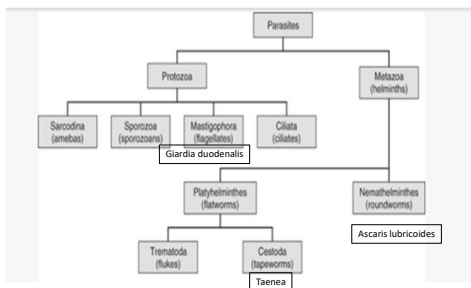 Parasites
Protozoa
Metazoa
(helminths)
Sarcodina
(amebas)
Sporozoa
(sporozoans)
Mastigophora
(flagellates)
Ciliata
(ciliates)
Giardia duodenalis
Platyhelminthes
(flatworms)
Nemathelminthes
(roundworms)
Ascaris lubricoides
Trematoda
(flukes)
Cestoda
(tapeworms)
Taenea